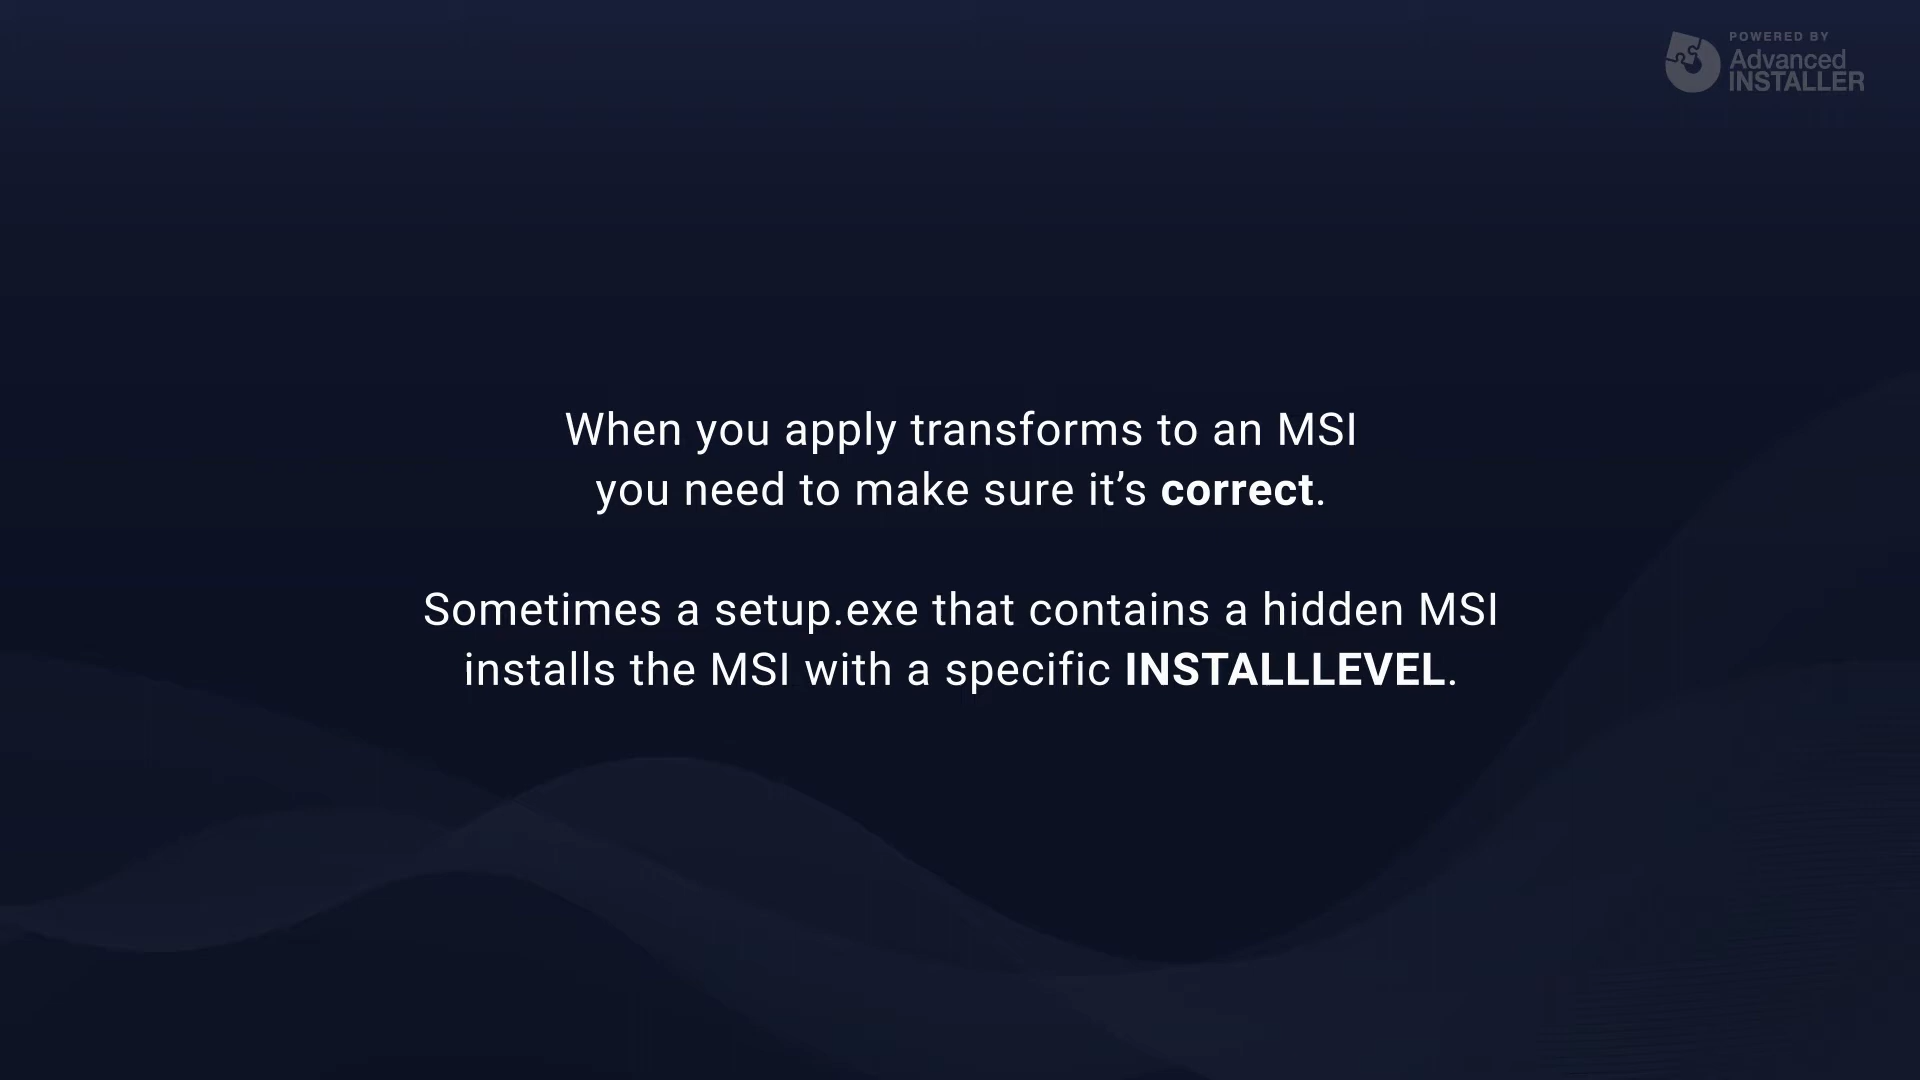 POWERED BY
Advanced
INSTALLER
When you apply transforms to an MSI
you need to make sure it’s correct.
Sometimes a setup.exe that contains a hidden MSI
installs the MSI with a specific INSTALLLEVEL.